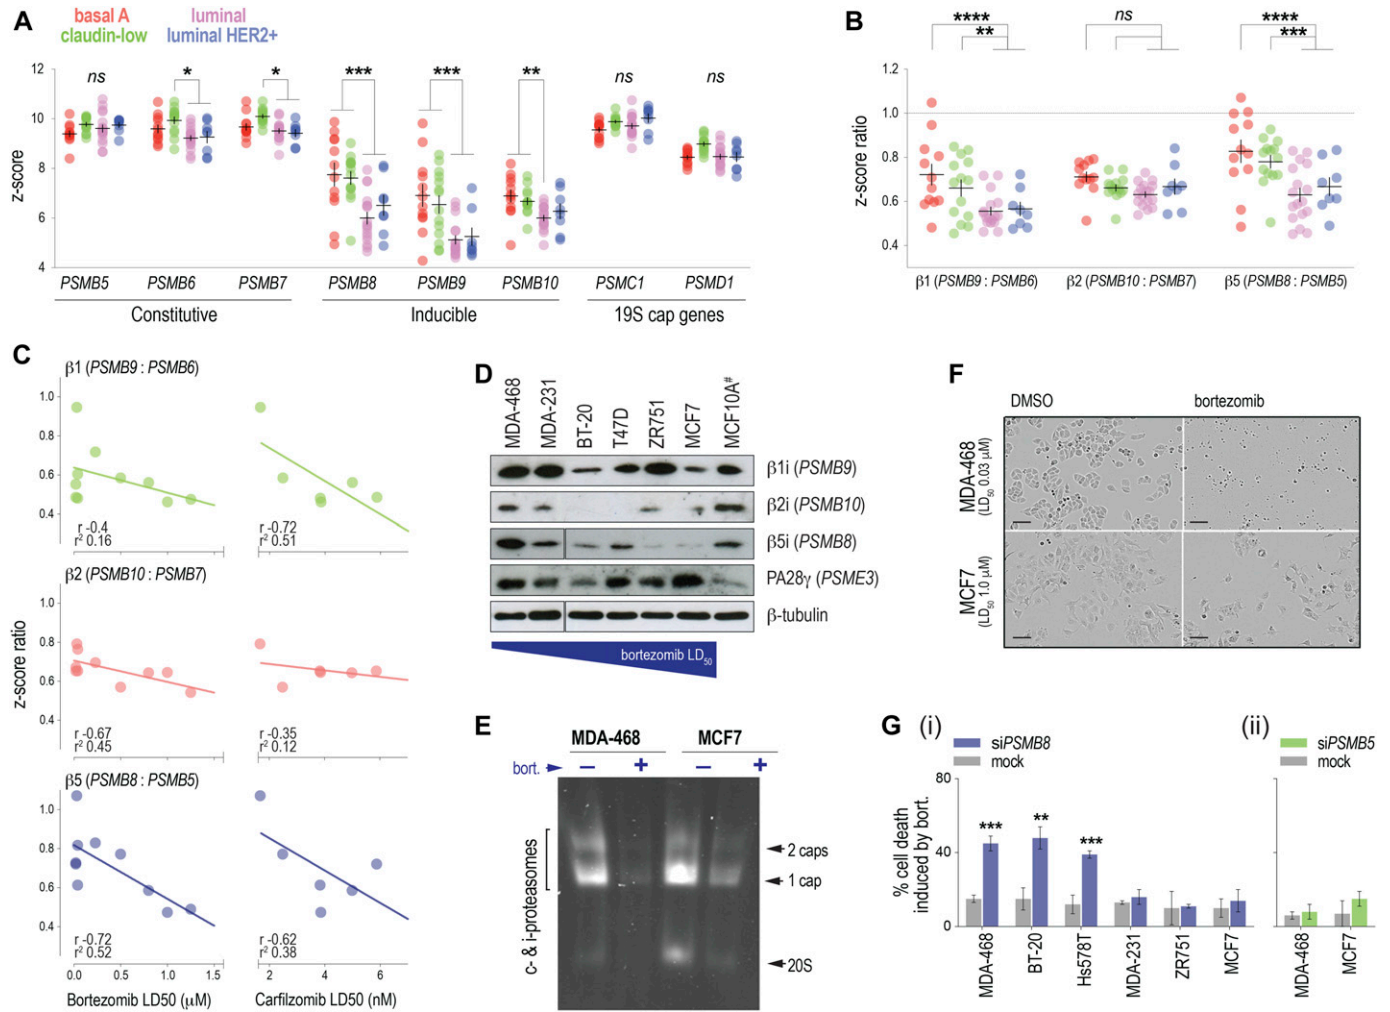 A
basal A
luminal
claudin-low
luminal HER2+
z-score
12
10
8
6
4
ns
*
*
***
***
**
ns
ns
PSMB5
PSMB6
PSMB7
PSMB8
PSMB9
PSMB10
PSMC1
PSMD1
Constitutive
Inducible
19S cap genes
B
****
**
ns
****
***
z-score ratio
1.2
1.0
0.8
0.6
0.4
β1 (PSMB9 : PSMB6)
β2 (PSMB10 : PSMB7)
β5 (PSMB8 : PSMB5)
C
β1 (PSMB9 : PSMB6)
1.0
0.8
0.6
0.4
r -0.4
r² 0.16
r -0.72
r² 0.51
β2 (PSMB10 : PSMB7)
z-score ratio
1.0
0.8
0.6
0.4
r -0.67
r² 0.45
r -0.35
r² 0.12
β5 (PSMB8 : PSMB5)
1.0
0.8
0.6
0.4
r -0.72
r² 0.52
r -0.62
r² 0.38
0.0 0.5 1.0 1.5
2 4 6
Bortezomib LD50 (μM)
Carfilzomb LD50 (nM)
D
MDA-468
MDA-231
BT-20
T47D
ZR751
MCF7
MCF10A#
β1i (PSMB9)
β2i (PSMB10)
β5i (PSMB8)
PA28γ (PSME3)
β-tubulin
bortezomib LD50
E
MDA-468
MCF7
bort.
− + − +
c- & i-proteasomes
2 caps
1 cap
20S
F
DMSO
bortezomib
MDA-468
(LD50 0.03 μM)
MCF7
(LD50 1.0 μM)
G (i)
siPSMB8
mock
% cell death
induced by bort.
80
40
0
***
**
***
MDA-468
BT-20
Hs578T
MDA-231
ZR751
MCF7
(ii)
siPSMB5
mock
MDA-468
MCF7